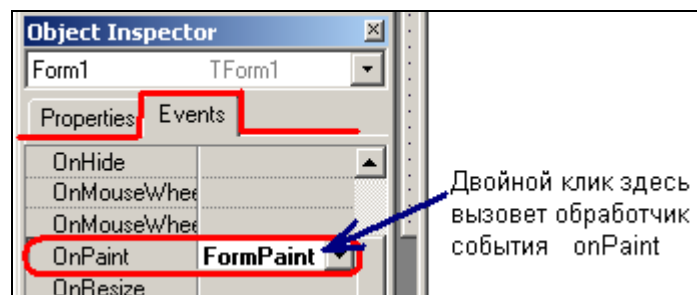 Object Inspector
Form1 TForm1
Properties Events
OnHide
OnMouseWhee
OnMouseWhee
OnPaint FormPaint
OnResize
Двойной клик здесь
вызовет обработчик
события onPaint